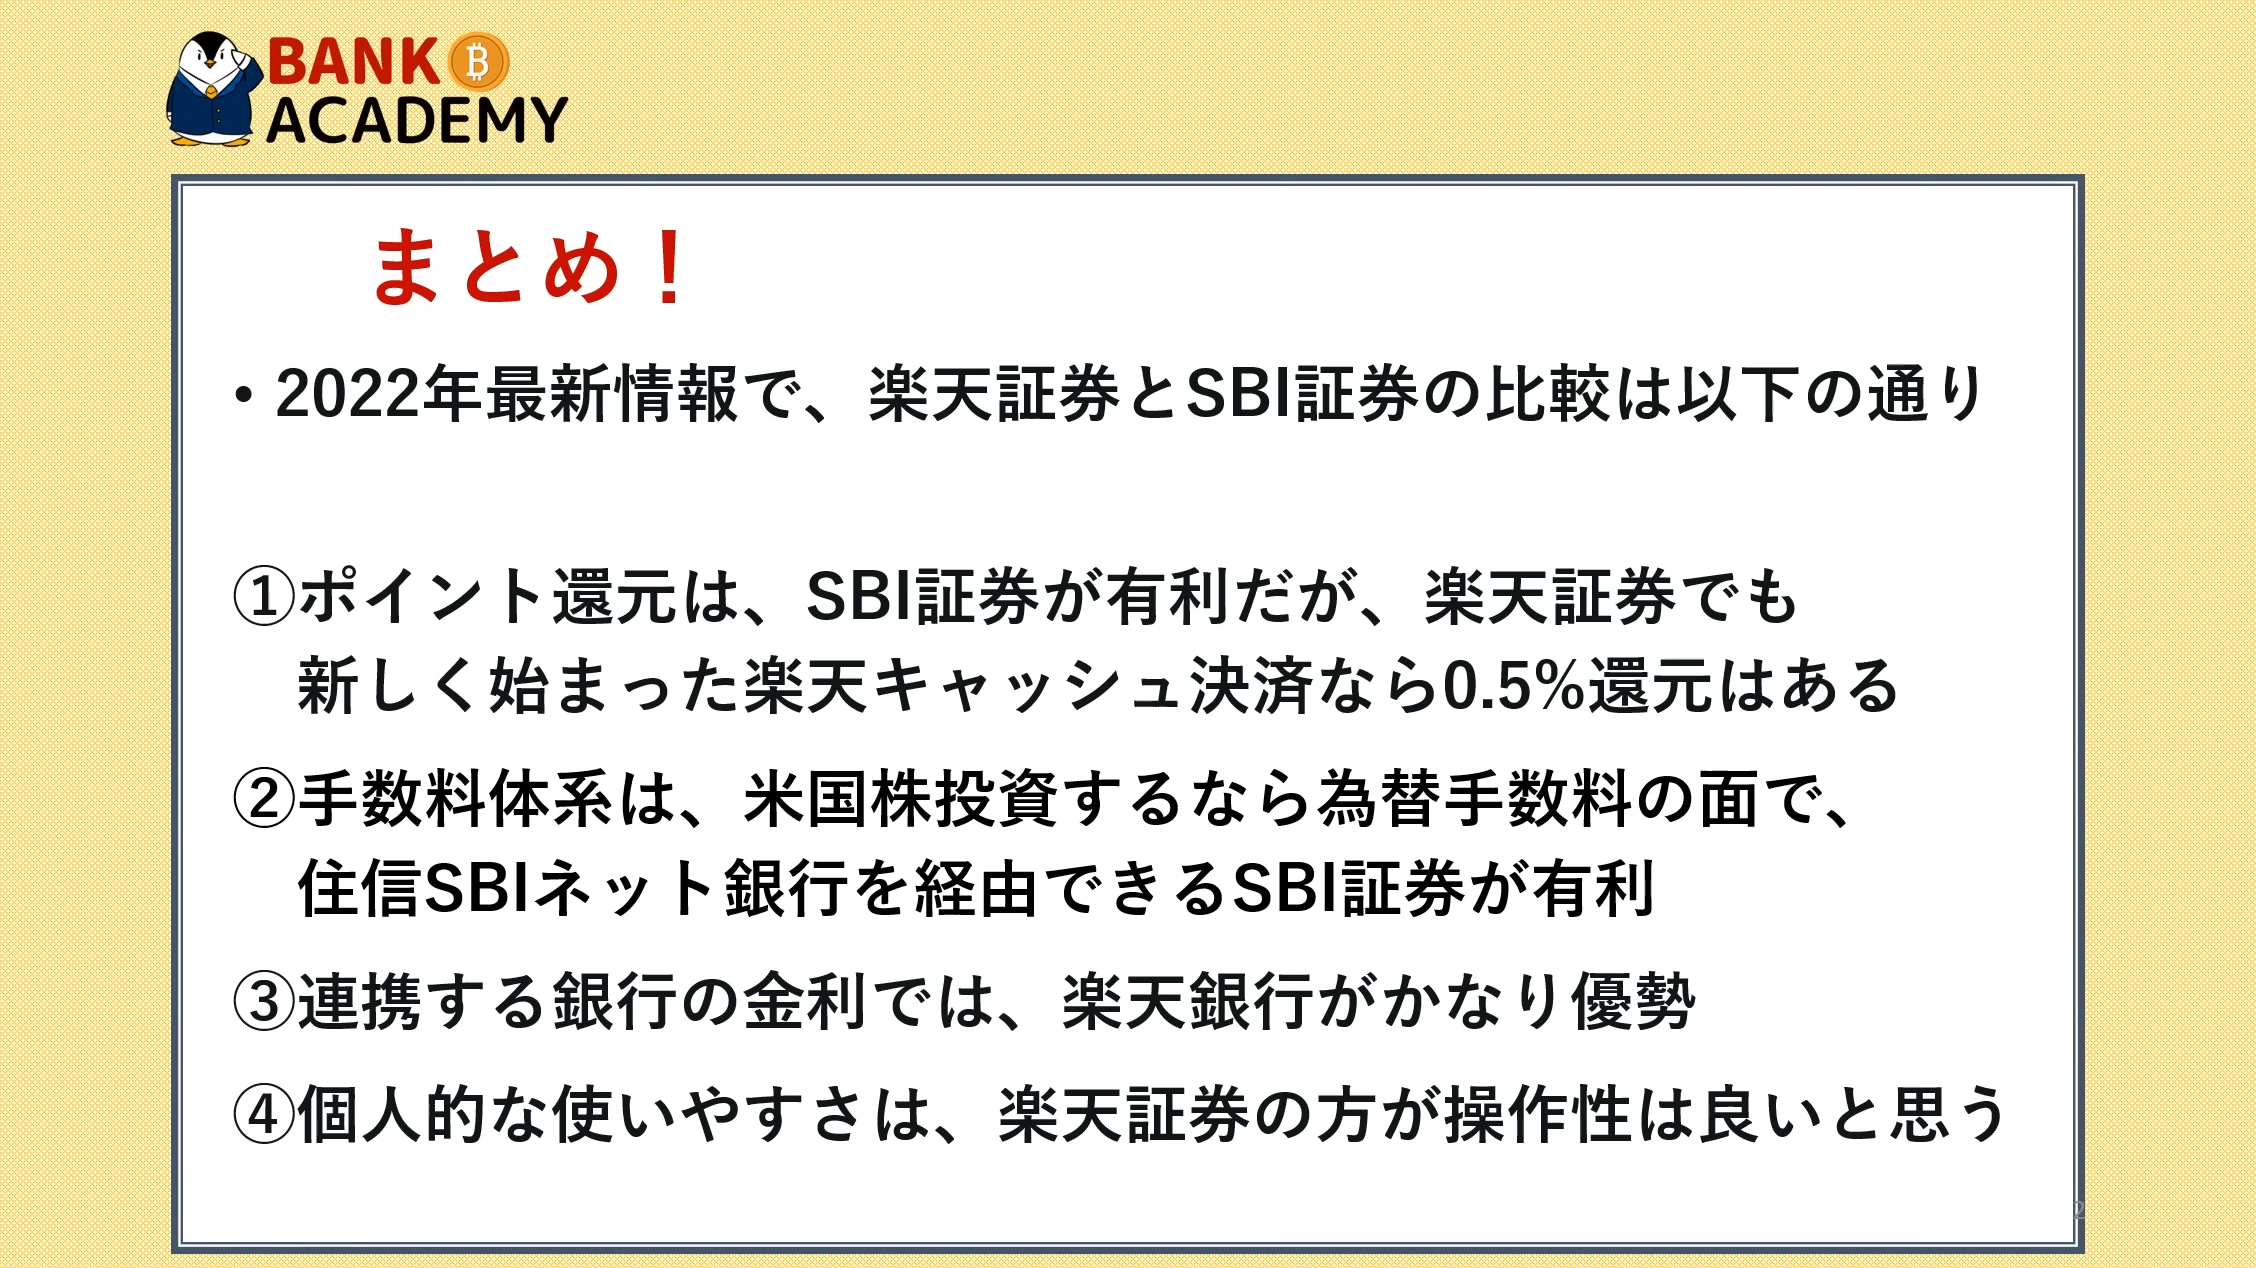 BANK
ACADEMY
まとめ！
・2022年最新情報で、楽天証券とSBI証券の比較は以下の通り
①ポイント還元は、SBI証券が有利だが、楽天証券でも
新しく始まった楽天キャッシュ決済なら0.5%還元はある
②手数料体系は、米国株投資するなら為替手数料の面で、
住信SBIネット銀行を経由できるSBI証券が有利
③連携する銀行の金利では、楽天銀行がかなり優勢
④個人的な使いやすさは、楽天証券の方が操作性は良いと思う
2